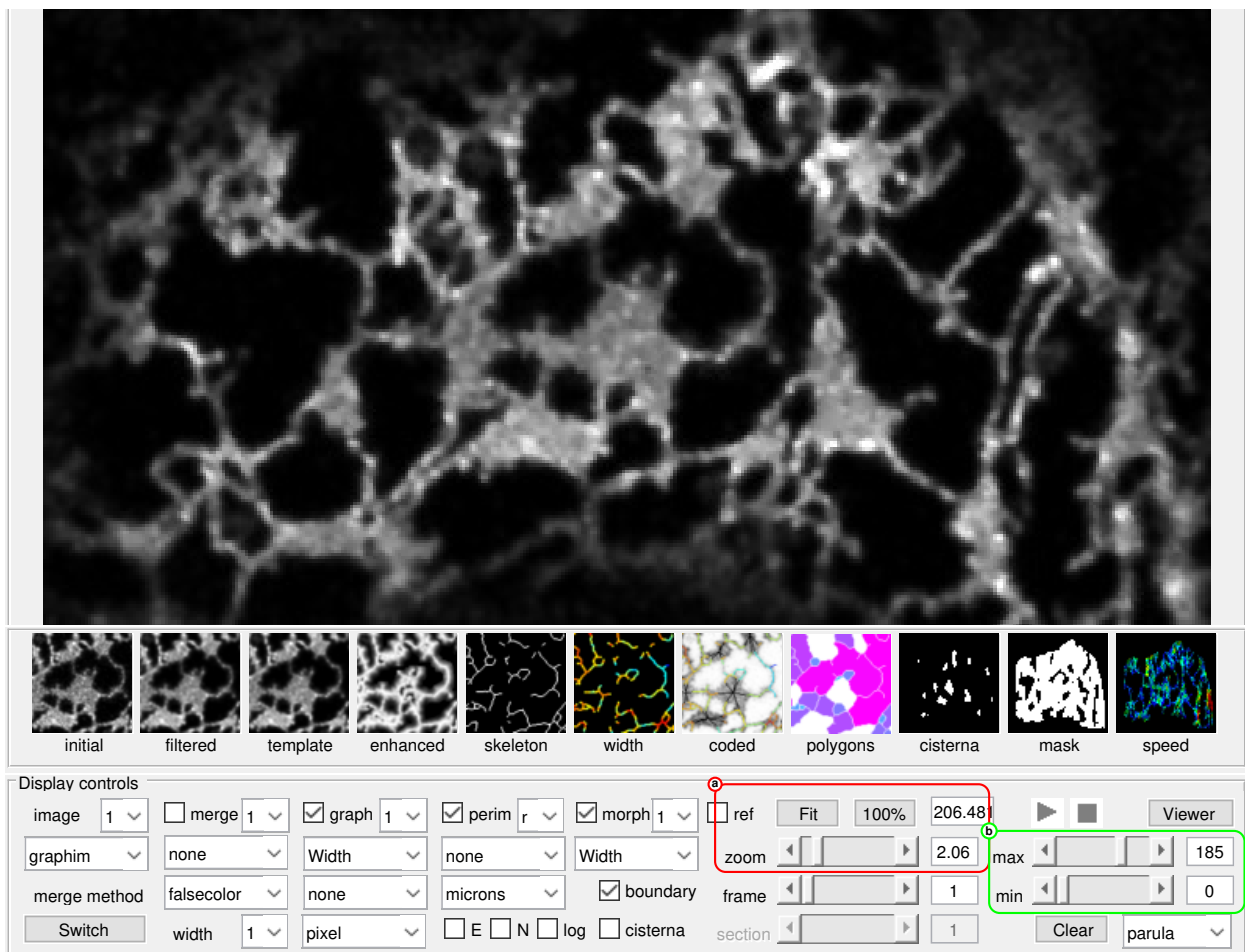 initial filtered template enhanced skeleton width coded polygons cisterna mask speed
Display controls
a
image 1 merge 1 graph 1 perim r morph 1 ref Fit 100% 206.481 Viewer
b
graphim none Width none Width zoom 2.06 max 185
merge method falsecolor none microns boundary frame 1 min 0
Switch width 1 pixel E N log cisterna section 1 Clear parula